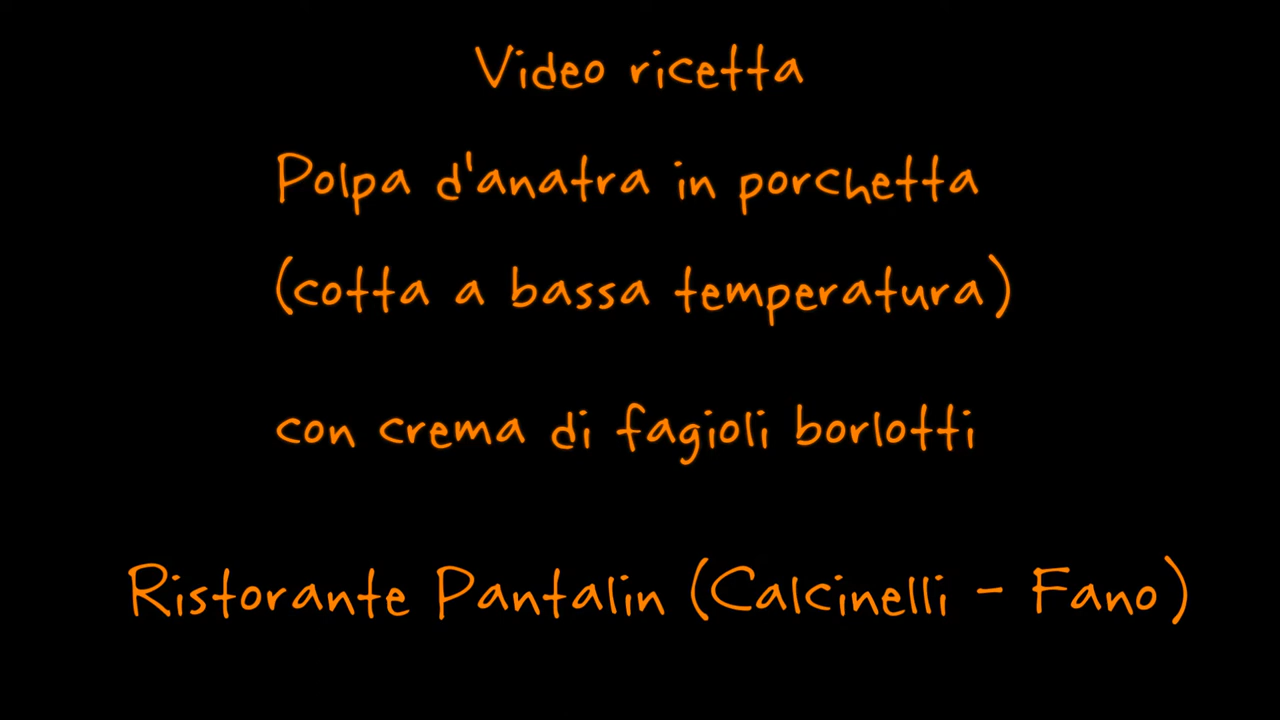 Video ricetta
Polpa d'anatra in porchetta
(cotta a bassa temperatura)
con crema di fagioli borlotti
Ristorante Pantalin (Calcinelli - Fano)